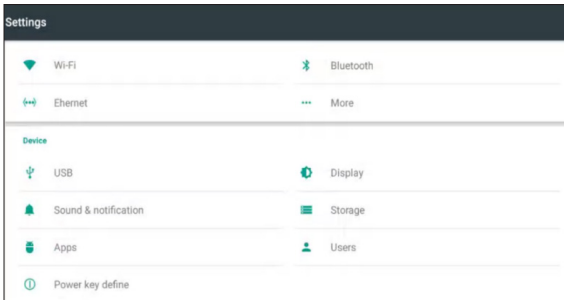 Settings
Wi-Fi
Bluetooth
Ehernet
More
Device
USB
Display
Sound & notification
Storage
Apps
Users
Power key define